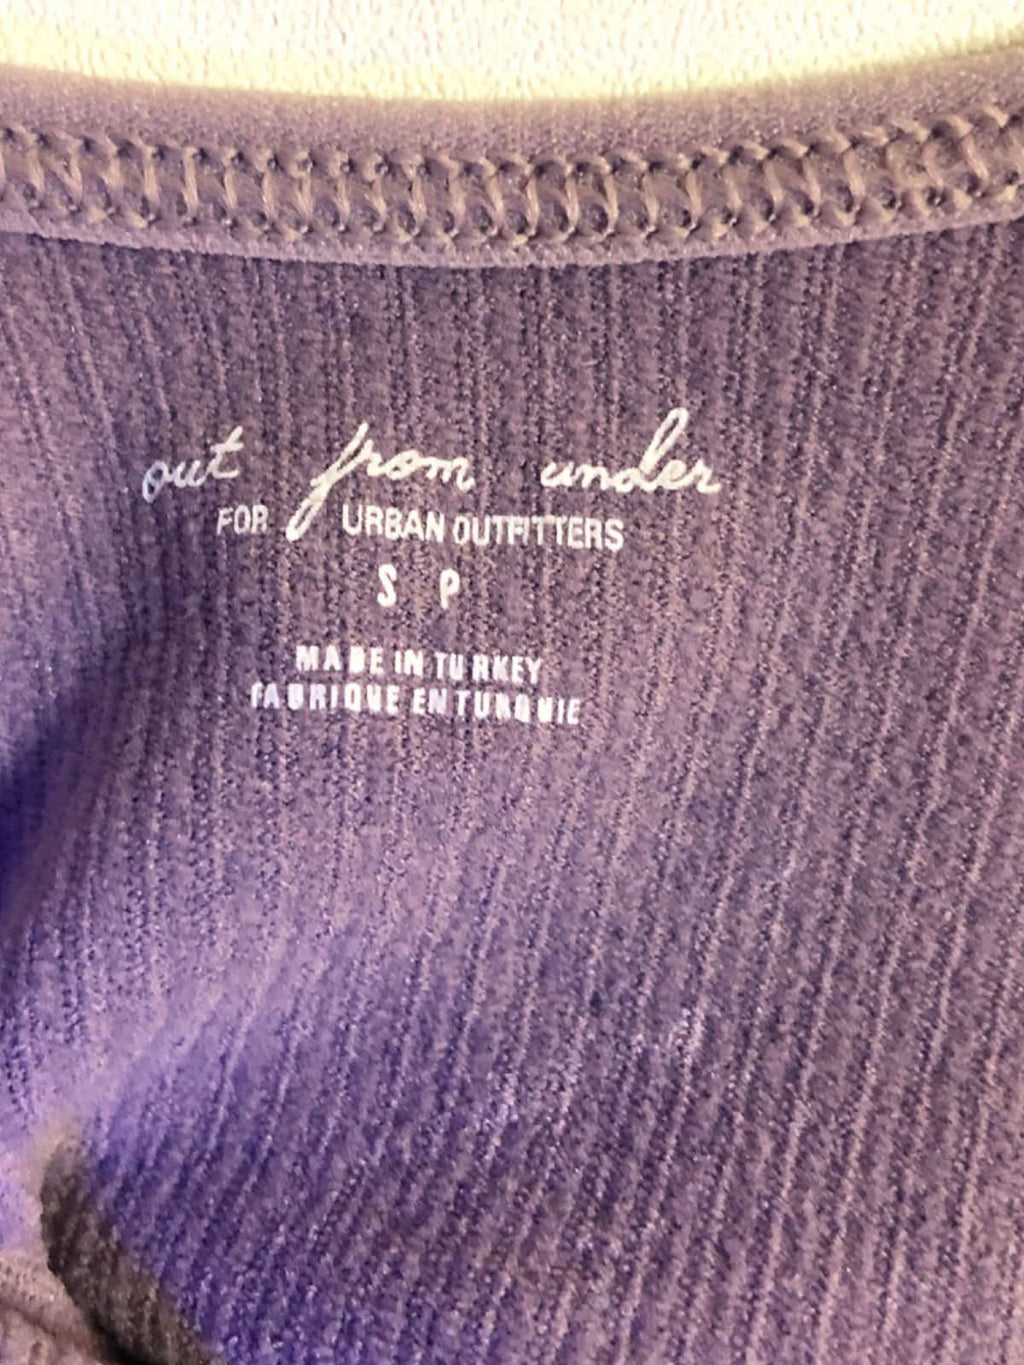 out from under
FOR URBAN OUTFITTERS
S P
MADE IN TURKEY
FABRIQUE EN TURQUIE